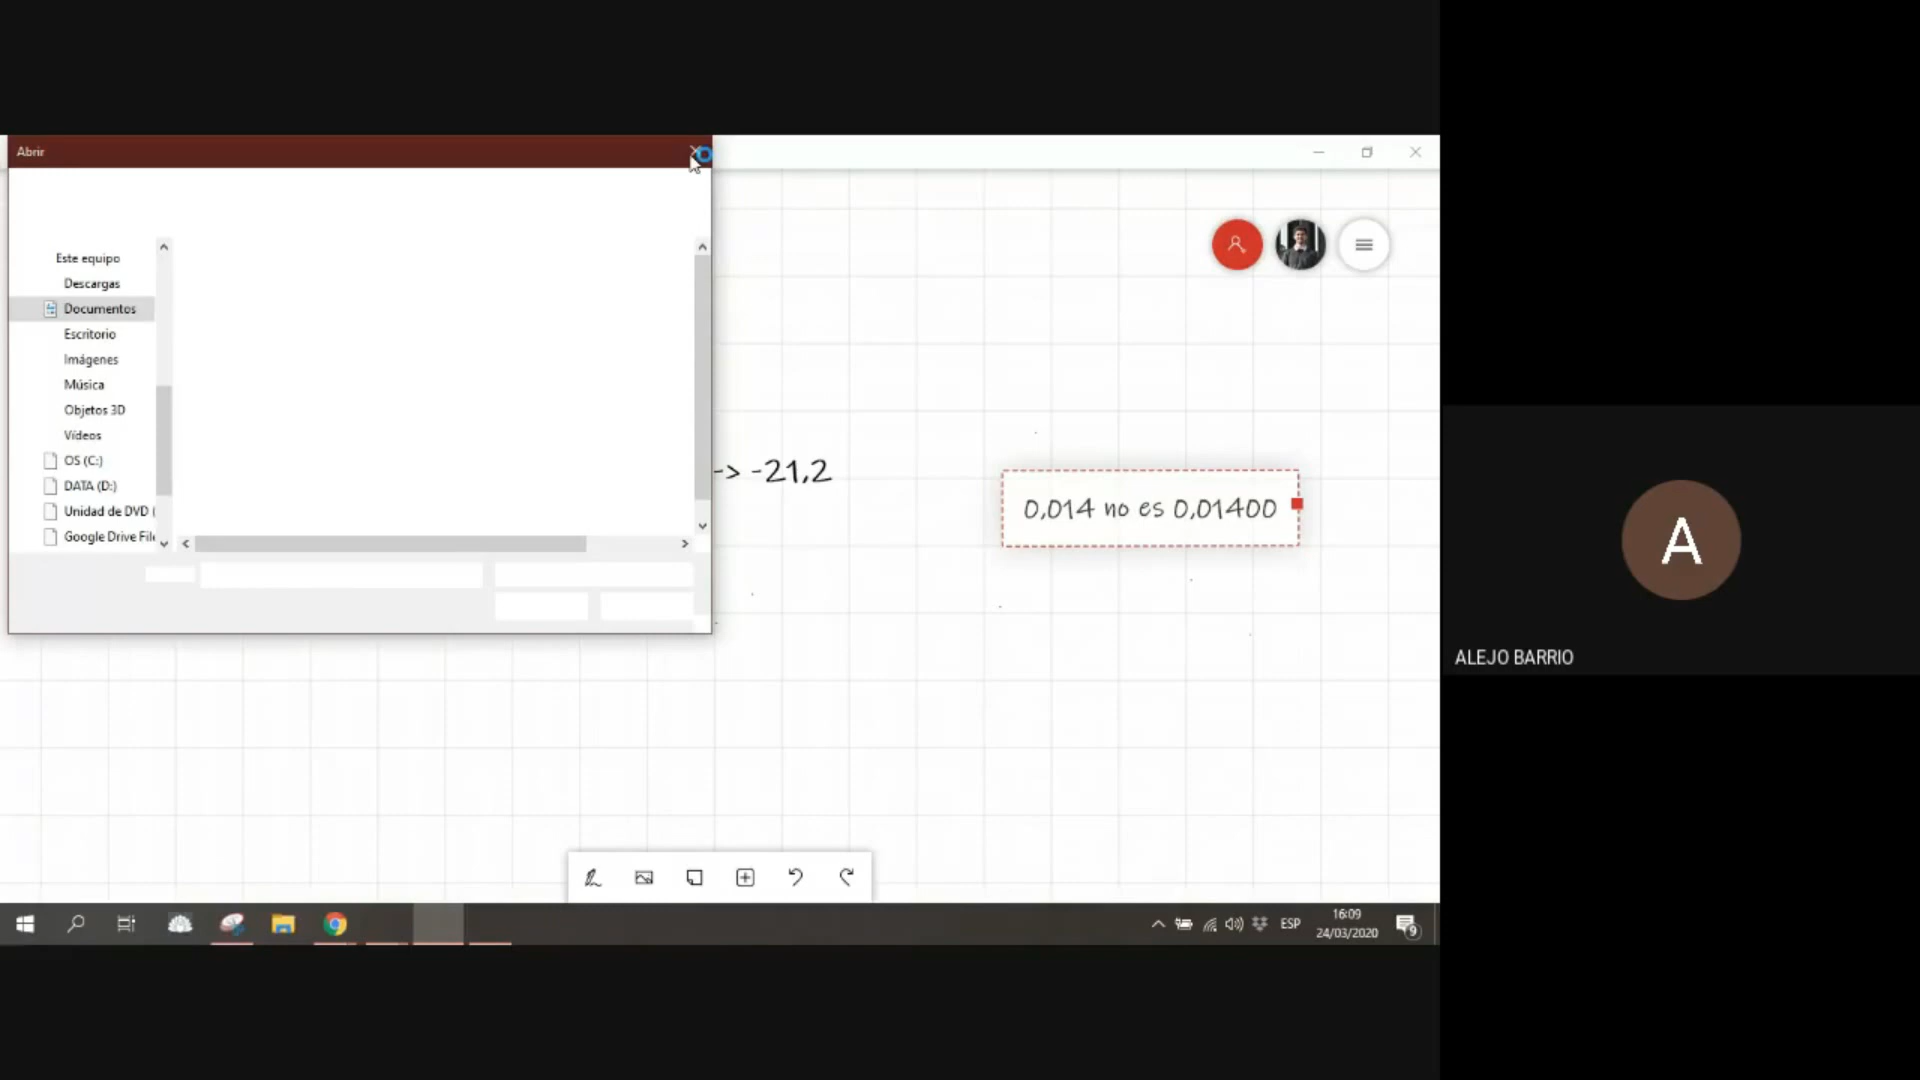 Abrir
Este equipo
Descargas
Documentos
Escritorio
Imágenes
Música
Objetos 3D
Vídeos
OS (C:)
DATA (D:)
Unidad de DVD (
Google Drive File
-> -21,2
0,014 no es 0,01400
A
ALEJO BARRIO
ESP
16:09
24/03/2020
9